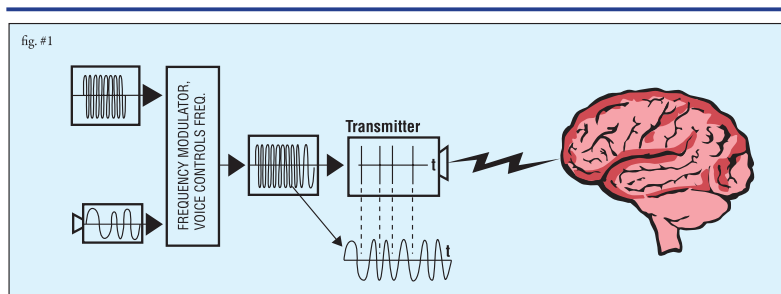 fig. #1
FREQUENCY MODULATOR,
VOICE CONTROLS FREQ.
Transmitter
t
t